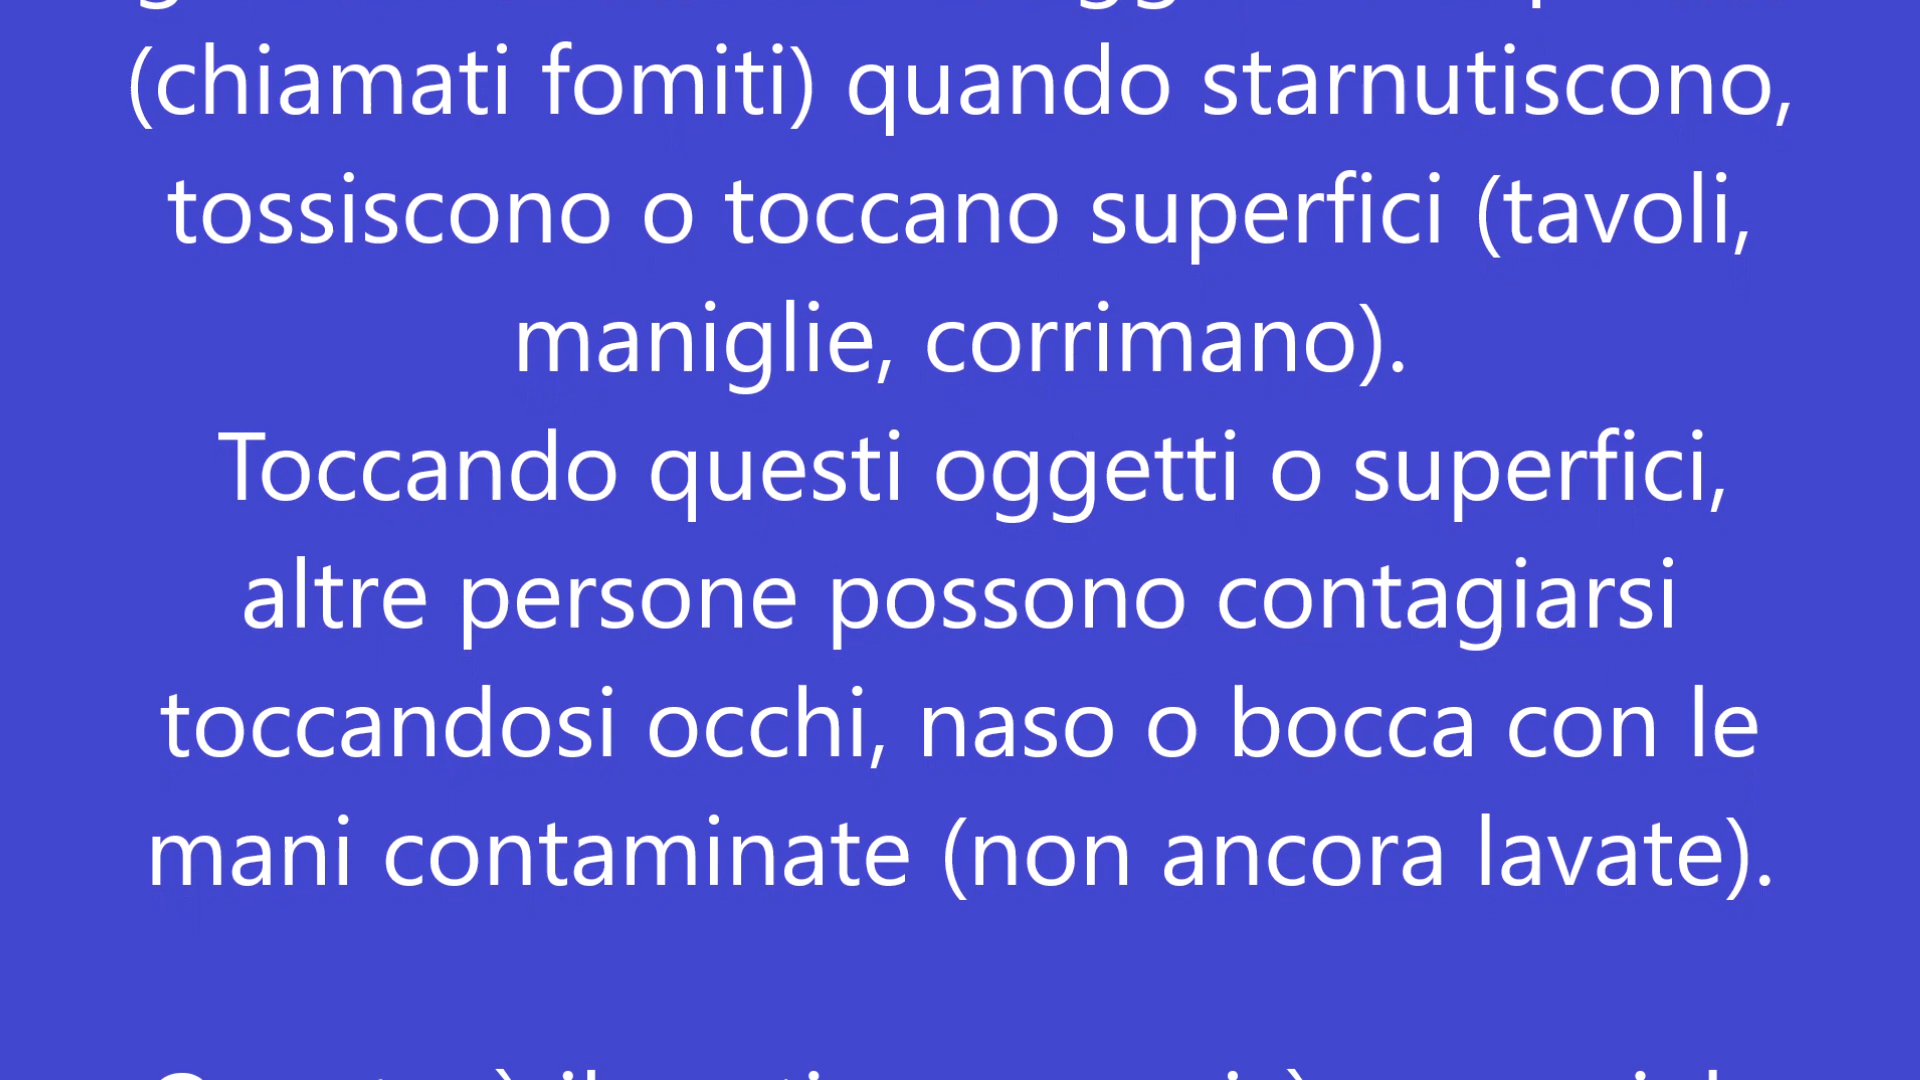 (chiamati fomiti) quando starnutiscono,
tossiscono o toccano superfici (tavoli,
maniglie, corrimano).
Toccando questi oggetti o superfici,
altre persone possono contagiarsi
toccandosi occhi, naso o bocca con le
mani contaminate (non ancora lavate).